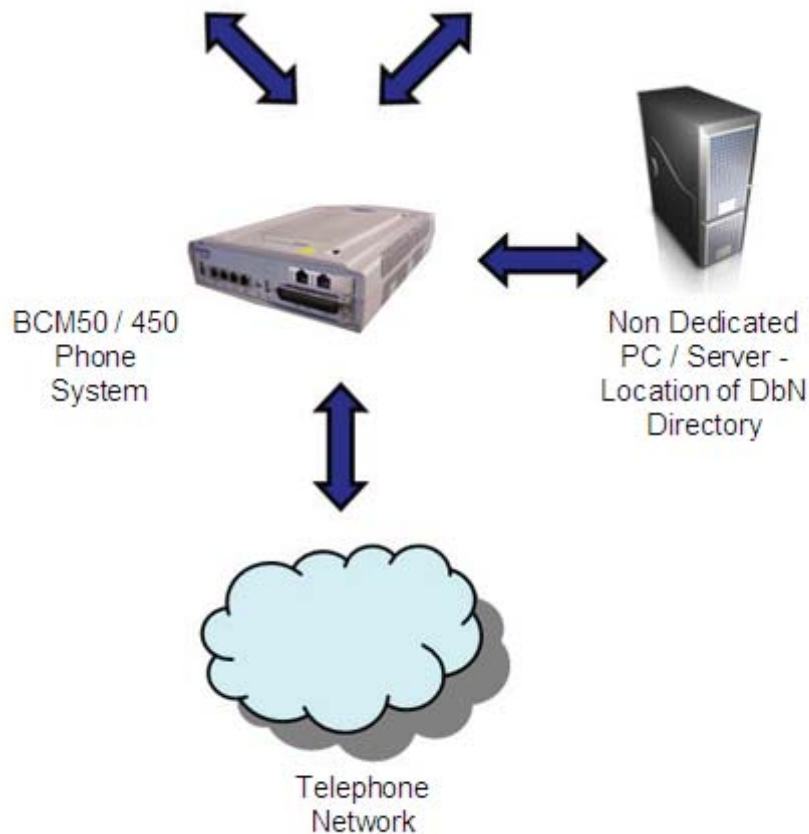 BCM50 / 450
Phone
System
Non Dedicated
PC / Server -
Location of DbN
Directory
Telephone
Network